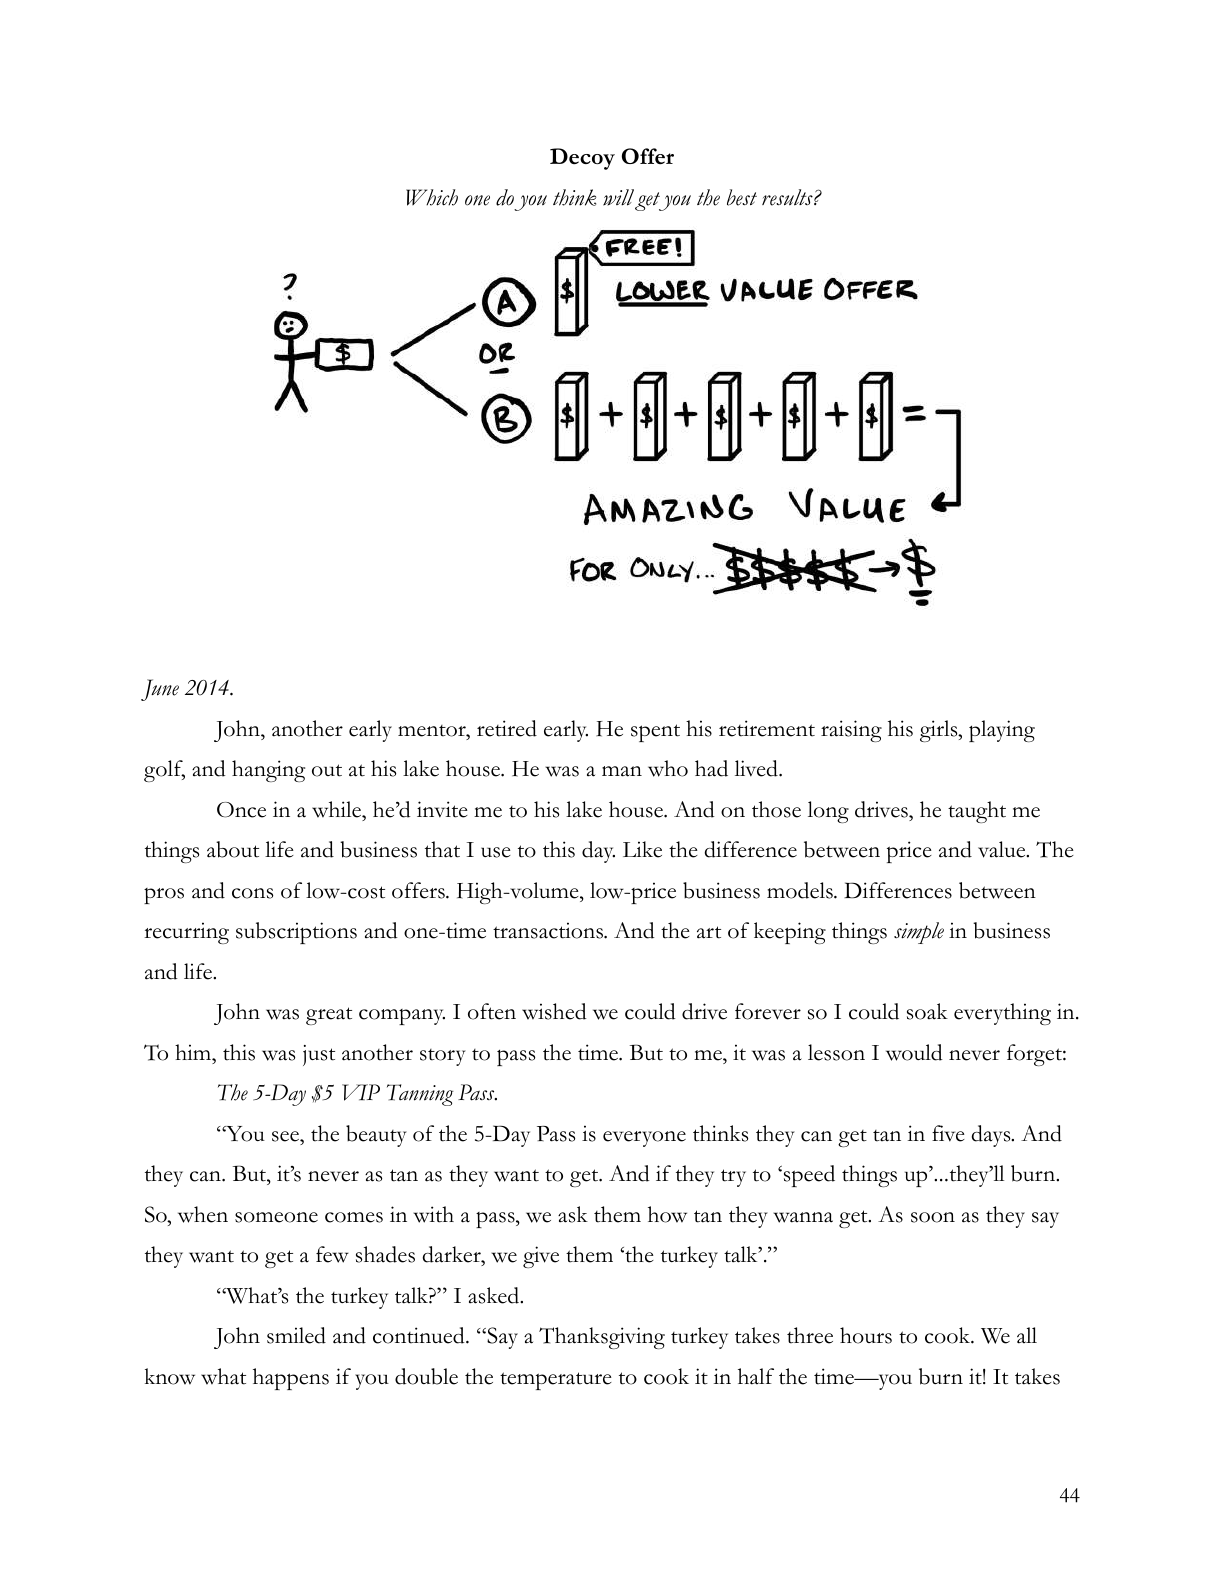 Decoy Offer
Which one do you think will get you the best results?
FREE!
?
$
A
$
LOWER VALUE OFFER
OR
B
$ + $ + $ + $ + $ =
AMAZING VALUE
FOR ONLY... $$$$$ → $
June 2014.
John, another early mentor, retired early. He spent his retirement raising his girls, playing
golf, and hanging out at his lake house. He was a man who had lived.
Once in a while, he’d invite me to his lake house. And on those long drives, he taught me
things about life and business that I use to this day. Like the difference between price and value. The
pros and cons of low-cost offers. High-volume, low-price business models. Differences between
recurring subscriptions and one-time transactions. And the art of keeping things simple in business
and life.
John was great company. I often wished we could drive forever so I could soak everything in.
To him, this was just another story to pass the time. But to me, it was a lesson I would never forget:
The 5-Day $5 VIP Tanning Pass.
“You see, the beauty of the 5-Day Pass is everyone thinks they can get tan in five days. And
they can. But, it’s never as tan as they want to get. And if they try to ‘speed things up’...they’ll burn.
So, when someone comes in with a pass, we ask them how tan they wanna get. As soon as they say
they want to get a few shades darker, we give them ‘the turkey talk’.”
“What’s the turkey talk?” I asked.
John smiled and continued. “Say a Thanksgiving turkey takes three hours to cook. We all
know what happens if you double the temperature to cook it in half the time—you burn it! It takes
44